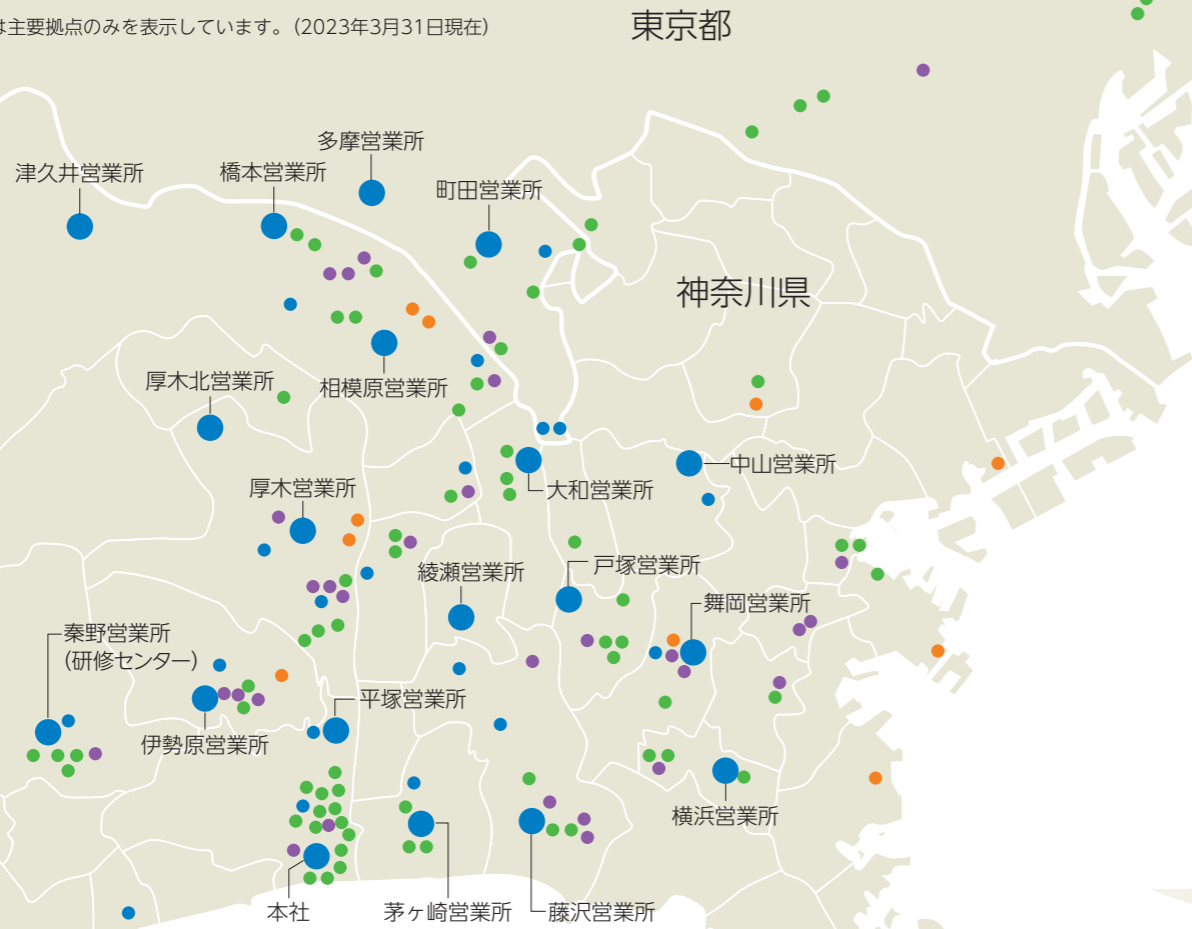 は主要拠点のみを表示しています。(2023年3月31日現在)
東京都
多摩営業所
津久井営業所
橋本営業所
町田営業所
神奈川県
厚木北営業所
相模原営業所
中山営業所
厚木営業所
大和営業所
綾瀬営業所
戸塚営業所
舞岡営業所
秦野営業所
(研修センター)
平塚営業所
伊勢原営業所
横浜営業所
本社
茅ヶ崎営業所
藤沢営業所